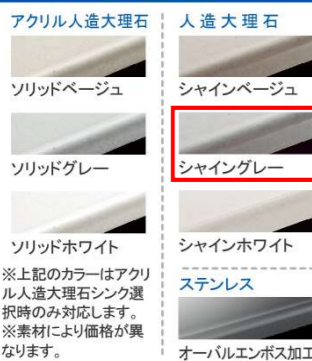 アクリル人造大理石
ソリッドベージュ
ソリッドグレー
ソリッドホワイト
※上記のカラーはアクリ
ル人造大理石シンク選
択時のみ対応します。
※素材により価格が異
なります。
人造大理石
シャインベージュ
シャイングレー
シャインホワイト
ステンレス
オーバルエンボス加工